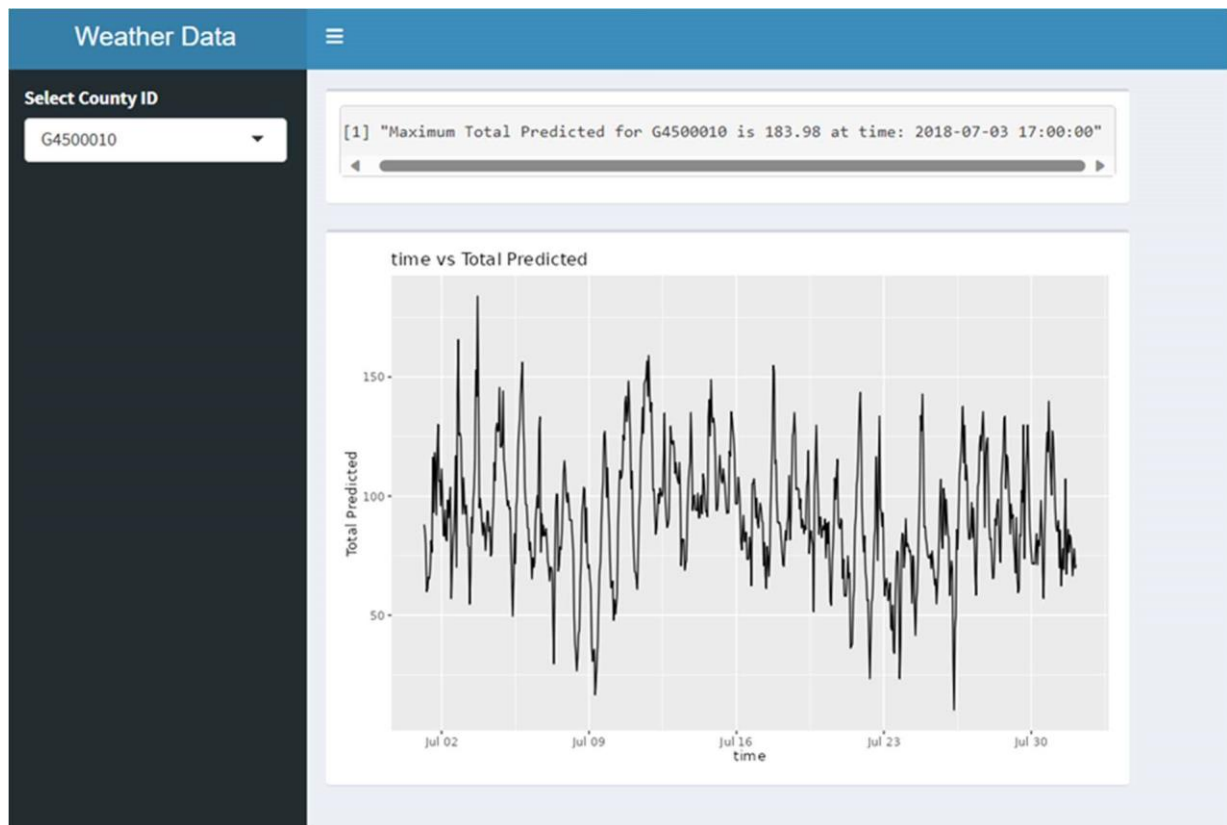 Weather Data
Select County ID
G4500010
[1] "Maximum Total Predicted for G4500010 is 183.98 at time: 2018-07-03 17:00:00"
time vs Total Predicted
Total Predicted
150
100
50
Jul 02 Jul 09 Jul 16 Jul 23 Jul 30
time